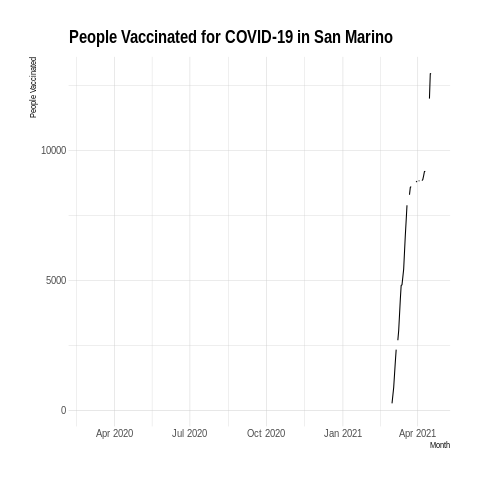 People Vaccinated for COVID-19 in San Marino
People Vaccinated
10000
5000
0
Apr 2020
Jul 2020
Oct 2020
Jan 2021
Apr 2021
Month